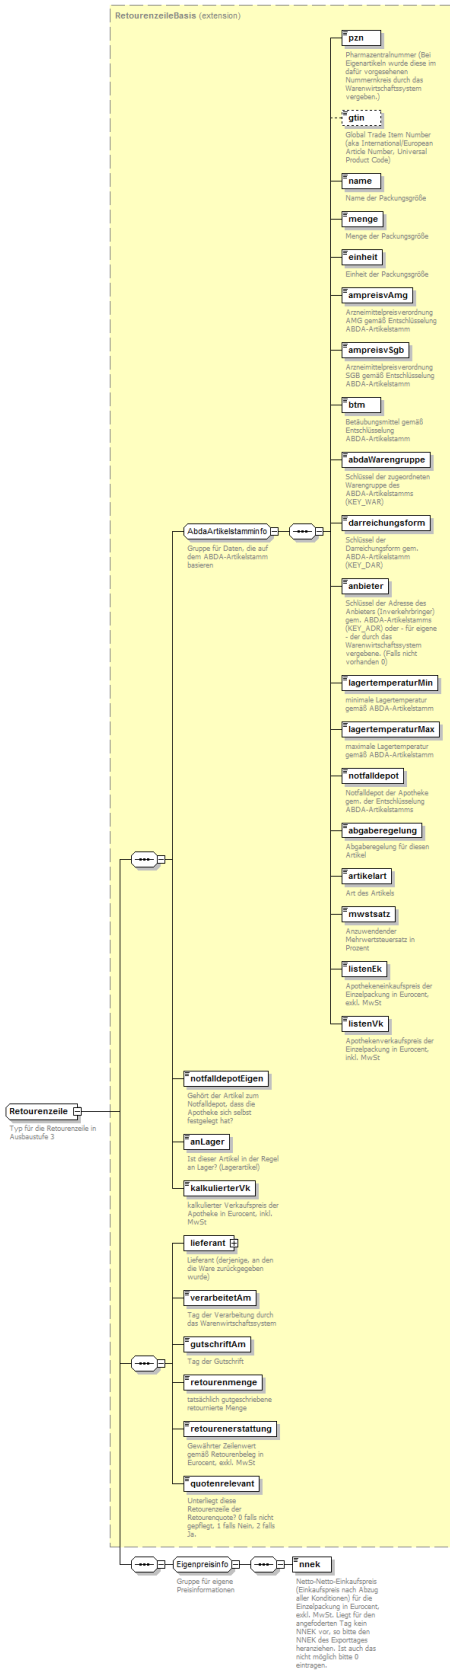 RetourenzeileBasis (extension)
pzn
Pharmazentralnummer (Bei
Eigenartikeln wurde diese im
dafür vorgesehenen
Nummernkreis durch das
Warenwirtschaftssystem
vergeben.)
gtin
Global Trade Item Number
(aka International/European
Article Number, Universal
Product Code)
name
Name der Packungsgröße
menge
Menge der Packungsgröße
einheit
Einheit der Packungsgröße
ampreisvAmg
Arzneimittelpreisverordnung
AMG gemäß Entschlüsselung
ABDA-Artikelstamm
ampreisvSgb
Arzneimittelpreisverordnung
SGB gemäß Entschlüsselung
ABDA-Artikelstamm
btm
Betäubungsmittel gemäß
Entschlüsselung
ABDA-Artikelstamm
abdaWarengruppe
Schlüssel der zugeordneten
Warengruppe des
ABDA-Artikelstamms
(KEY_WAR)
darreichungsform
Schlüssel der
Darreichungsform gem.
ABDA-Artikelstamm
(KEY_DAR)
AbdaArtikelstamminfo
Gruppe für Daten, die auf
dem ABDA-Artikelstamm
basieren
anbieter
Schlüssel der Adresse des
Anbieters (Inverkehrbringer)
gem. ABDA-Artikelstamms
(KEY_ADR) oder - für eigene
- der durch das
Warenwirtschaftssystem
vergebene. (Falls nicht
vorhanden 0)
lagertemperaturMin
minimale Lagertemperatur
gemäß ABDA-Artikelstamm
lagertemperaturMax
maximale Lagertemperatur
gemäß ABDA-Artikelstamm
notfalldepot
Notfalldepot der Apotheke
gem. der Entschlüsselung
ABDA-Artikelstamms
abgaberegelung
Abgaberegelung für diesen
Artikel
artikelart
Art des Artikels
mwstsatz
Anzuwendender
Mehrwertsteuersatz in
Prozent
listenEk
Apothekeneinkaufspreis der
Einzelpackung in Eurocent,
exkl. MwSt
listenVk
Apothekenverkaufspreis der
Einzelpackung in Eurocent,
inkl. MwSt
notfalldepotEigen
Gehört der Artikel zum
Notfalldepot, dass die
Apotheke sich selbst
festgelegt hat?
Retourenzeile
Typ für die Retourenzeile in
Ausbaustufe 3
anLager
Ist dieser Artikel in der Regel
an Lager? (Lagerartikel)
kalkulierterVk
kalkulierter Verkaufspreis der
Apotheke in Eurocent, inkl.
MwSt
lieferant
Lieferant (derjenige, an den
die Ware zurückgegeben
wurde)
verarbeitetAm
Tag der Verarbeitung durch
das Warenwirtschaftssystem
gutschriftAm
Tag der Gutschrift
retourenmenge
tatsächlich gutgeschriebene
retournierte Menge
retourenerstattung
Gewährter Zeilenwert
gemäß Retourenbeleg in
Eurocent, exkl. MwSt
quotenrelevant
Unterliegt diese
Retourenzeile der
Retourenquote? 0 falls nicht
gepflegt, 1 falls Nein, 2 falls
Ja.
Eigenpreisinfo
Gruppe für eigene
Preisinformationen
nnek
Netto-Netto-Einkaufspreis
(Einkaufspreis nach Abzug
aller Konditionen) für die
Einzelpackung in Eurocent,
exkl. MwSt. Liegt für den
angeforderten Tag kein
NNEK vor, so bitte den
NNEK des Exporttages
heranziehen. Ist auch das
nicht möglich bitte 0
eintragen.